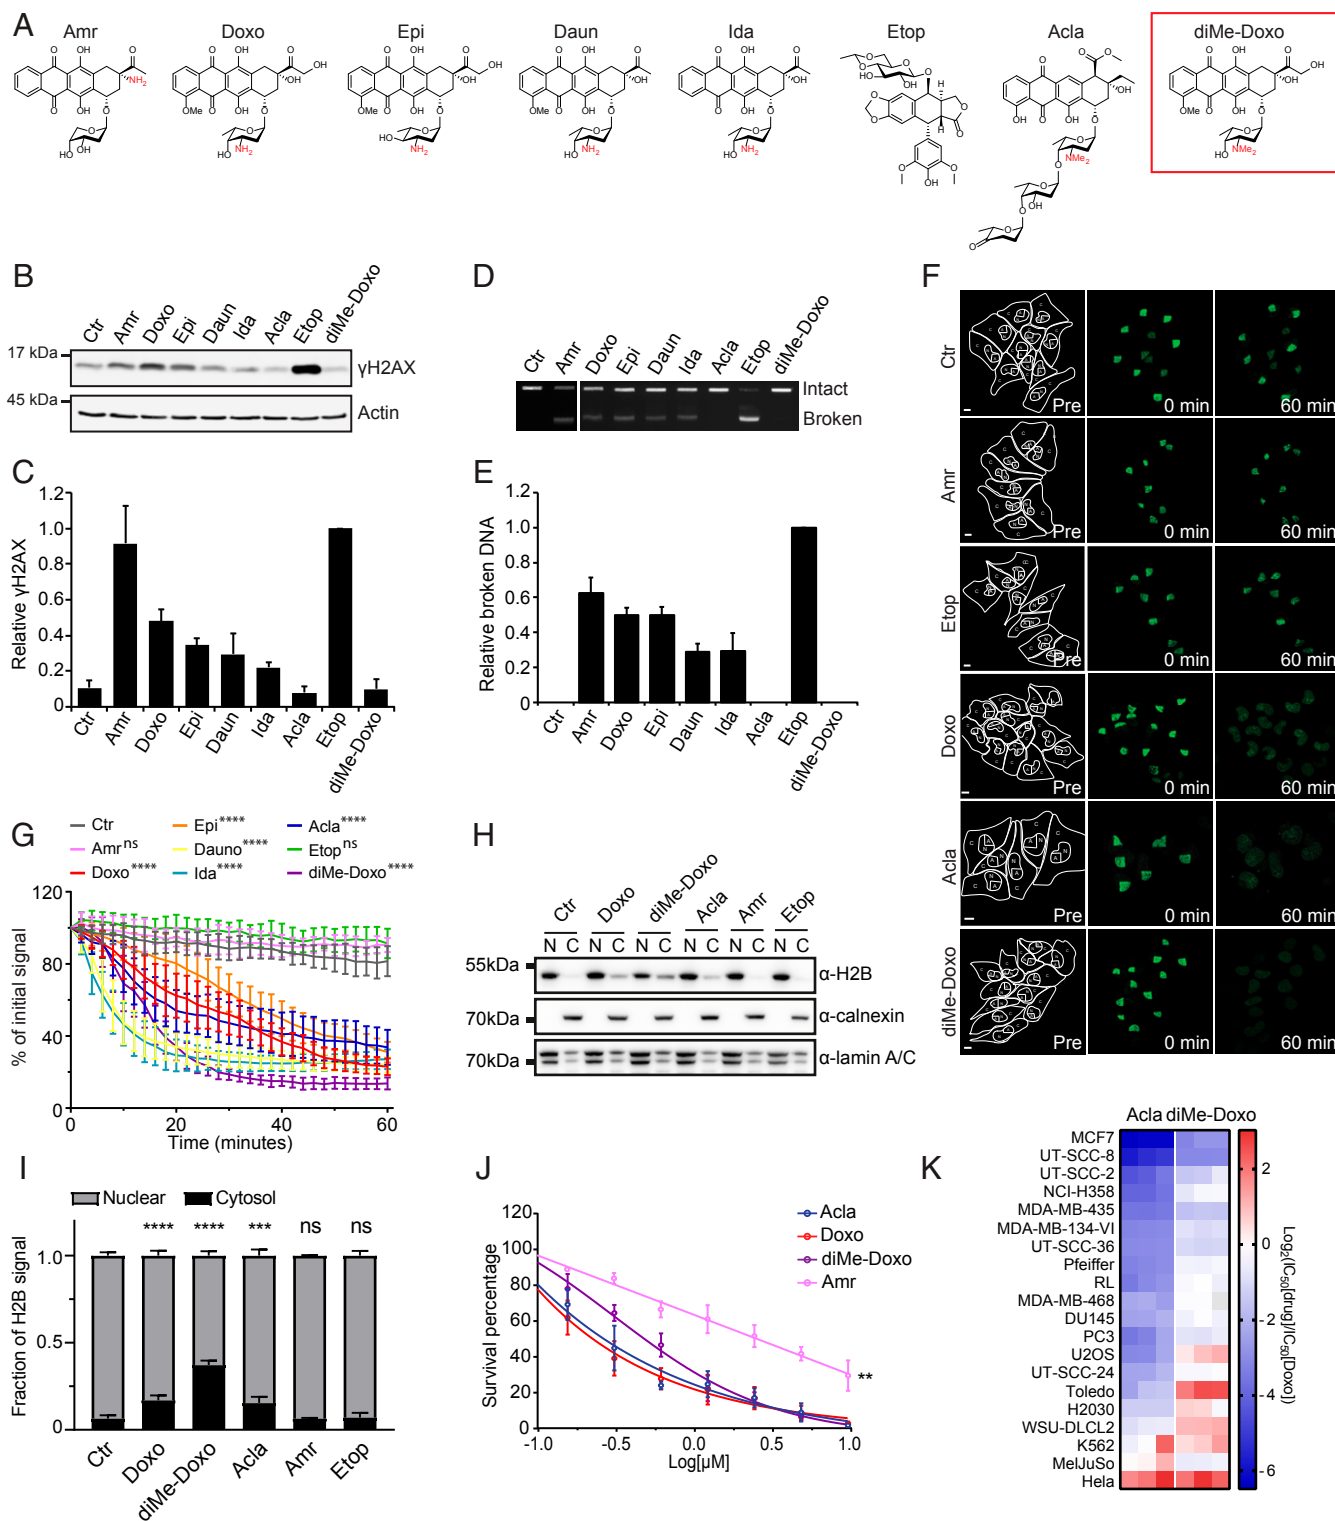 A
Amr
Doxo
Epi
Daun
Ida
Etop
Acla
diMe-Doxo
B
Ctr Amr Doxo Epi Daun Ida Acla Etop diMe-Doxo
17 kDa
γH2AX
45 kDa
Actin
C
Relative γH2AX
1.2
1.0
0.8
0.6
0.4
0.2
0
Ctr Amr Doxo Epi Daun Ida Acla Etop diMe-Doxo
D
Ctr Amr Doxo Epi Daun Ida Acla Etop diMe-Doxo
Intact
Broken
E
Relative broken DNA
1.2
1.0
0.8
0.6
0.4
0.2
0
Ctr Amr Doxo Epi Daun Ida Acla Etop diMe-Doxo
F
Ctr
Pre 0 min 60 min
Amr
Pre 0 min 60 min
Etop
Pre 0 min 60 min
Doxo
Pre 0 min 60 min
Acla
Pre 0 min 60 min
diMe-Doxo
Pre 0 min 60 min
G
Ctr Epi**** Acla****
Amr ns Dauno**** Etop ns
Doxo**** Ida**** diMe-Doxo****
% of initial signal
120
80
40
0
0 20 40 60
Time (minutes)
H
Ctr Doxo diMe-Doxo Acla Amr Etop
N C N C N C N C N C N C
55kDa
α-H2B
70kDa
α-calnexin
70kDa
α-lamin A/C
I
Nuclear Cytosol
**** **** *** ns ns
Fraction of H2B signal
1.0
0.5
0
Ctr Doxo diMe-Doxo Acla Amr Etop
J
Acla
Doxo
diMe-Doxo
Amr
**
Survival percentage
120
100
80
60
40
20
0
-1.0 -0.5 0.0 0.5 1.0
Log[μM]
K
Acla diMe-Doxo
MCF7
UT-SCC-8
UT-SCC-2
NCI-H358
MDA-MB-435
MDA-MB-134-VI
UT-SCC-36
Pfeiffer
RL
MDA-MB-468
DU145
PC3
U2OS
UT-SCC-24
Toledo
H2030
WSU-DLCL2
K562
MelJuSo
Hela
2
0
-2
-4
-6
Log2(IC50[drug]/IC50[Doxo])